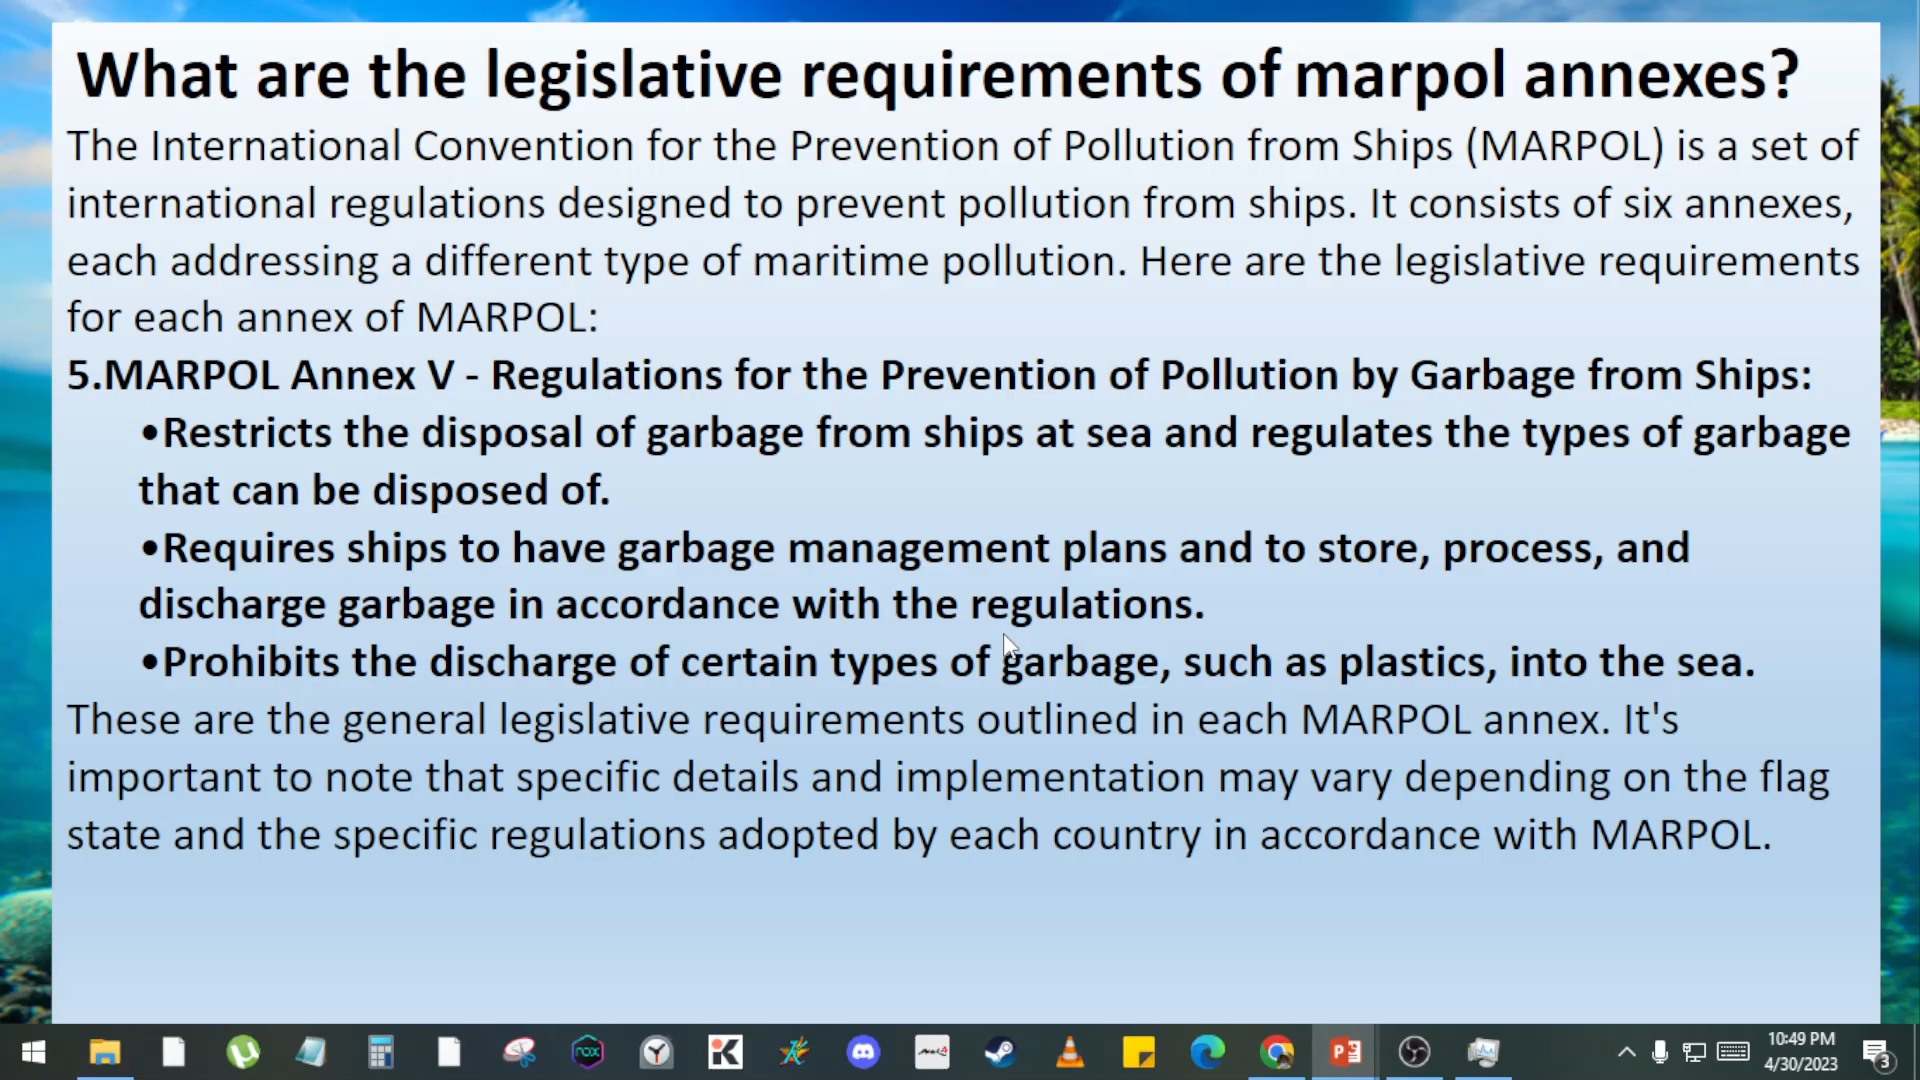 What are the legislative requirements of marpol annexes?
The International Convention for the Prevention of Pollution from Ships (MARPOL) is a set of
international regulations designed to prevent pollution from ships. It consists of six annexes,
each addressing a different type of maritime pollution. Here are the legislative requirements
for each annex of MARPOL:
5.MARPOL Annex V - Regulations for the Prevention of Pollution by Garbage from Ships:
•Restricts the disposal of garbage from ships at sea and regulates the types of garbage
that can be disposed of.
•Requires ships to have garbage management plans and to store, process, and
discharge garbage in accordance with the regulations.
•Prohibits the discharge of certain types of garbage, such as plastics, into the sea.
These are the general legislative requirements outlined in each MARPOL annex. It's
important to note that specific details and implementation may vary depending on the flag
state and the specific regulations adopted by each country in accordance with MARPOL.
nox
10:49 PM
4/30/2023
3